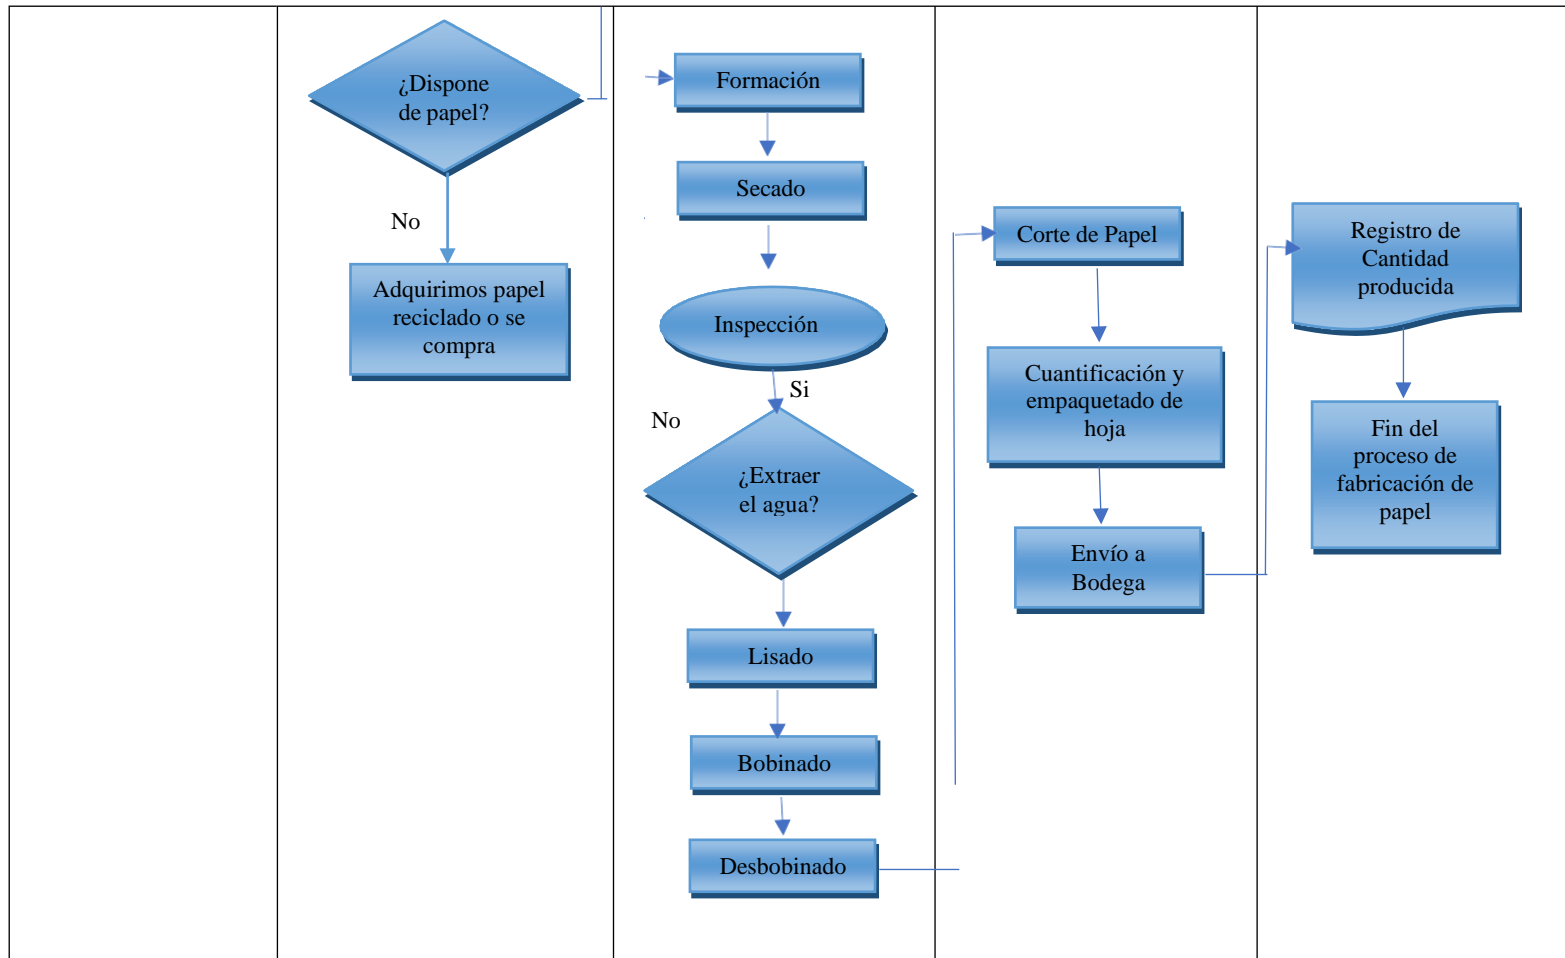 ¿Dispone
de papel?
No
Adquirimos papel
reciclado o se
compra
Formación
Secado
Inspección
Si
No
¿Extraer
el agua?
Lisado
Bobinado
Desbobinado
Corte de Papel
Cuantificación y
empaquetado de
hoja
Envío a
Bodega
Registro de
Cantidad
producida
Fin del
proceso de
fabricación de
papel